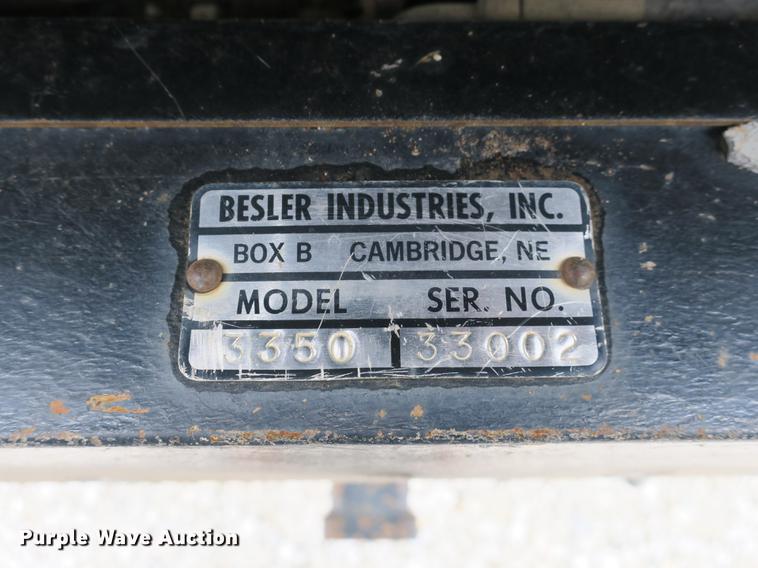 BESLER INDUSTRIES, INC.
BOX B CAMBRIDGE, NE
MODEL SER. NO.
3350 33002
Purple Wave Auction